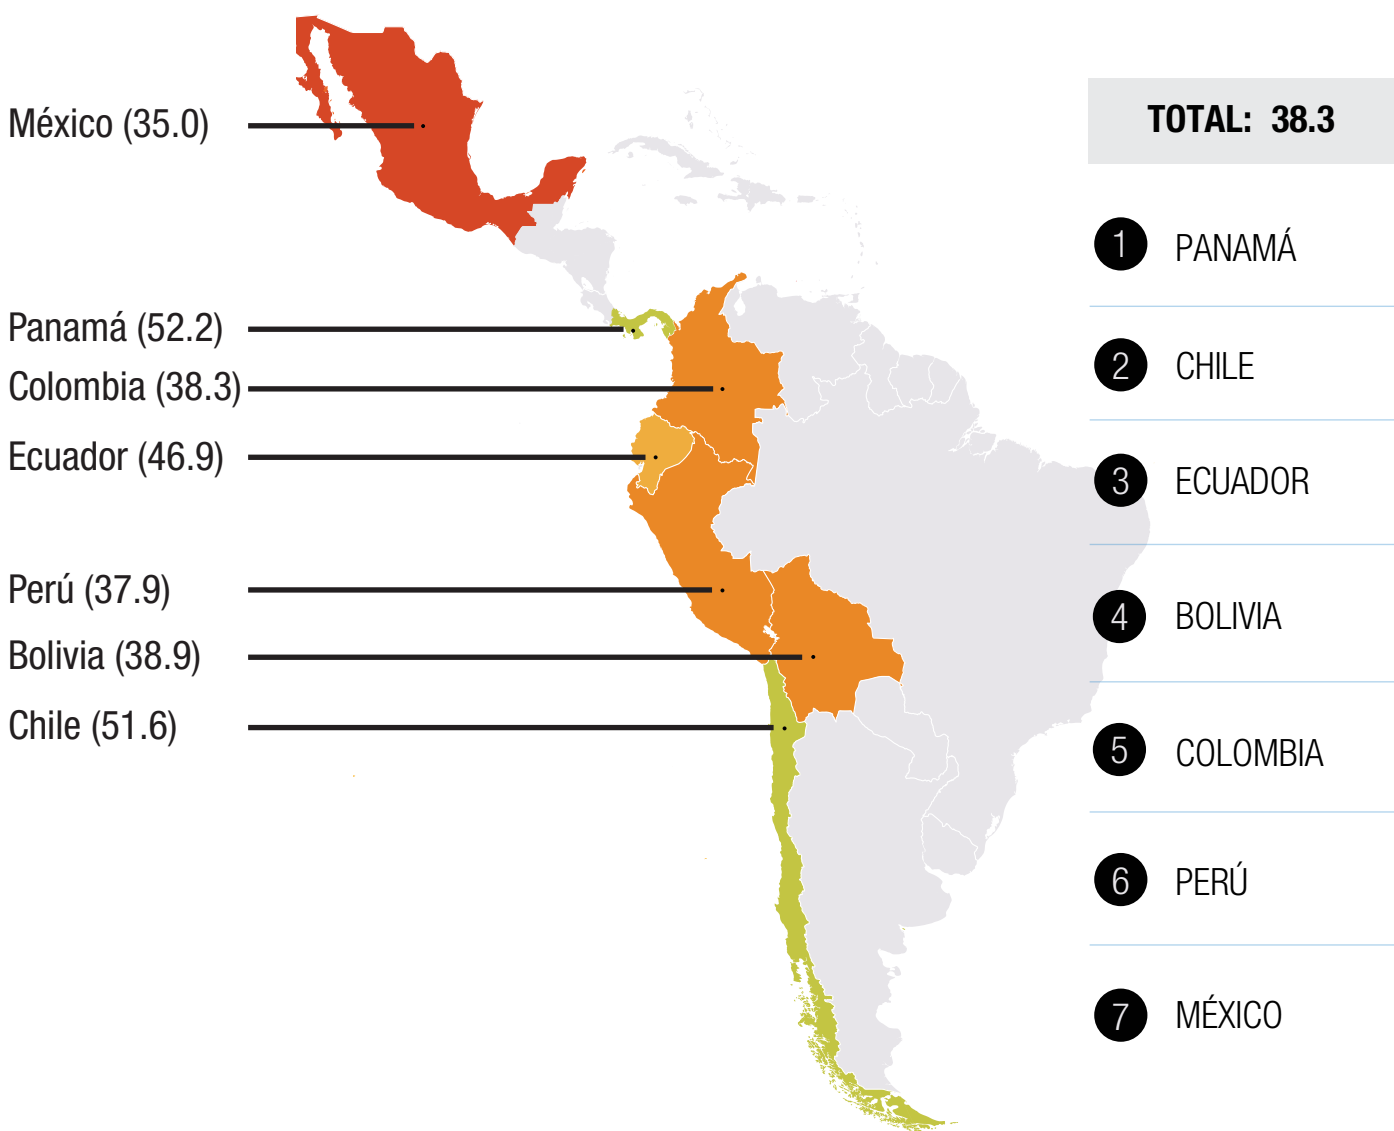 México (35.0)
Panamá (52.2)
Colombia (38.3)
Ecuador (46.9)
Perú (37.9)
Bolivia (38.9)
Chile (51.6)
TOTAL: 38.3
1 PANAMÁ
2 CHILE
3 ECUADOR
4 BOLIVIA
5 COLOMBIA
6 PERÚ
7 MÉXICO